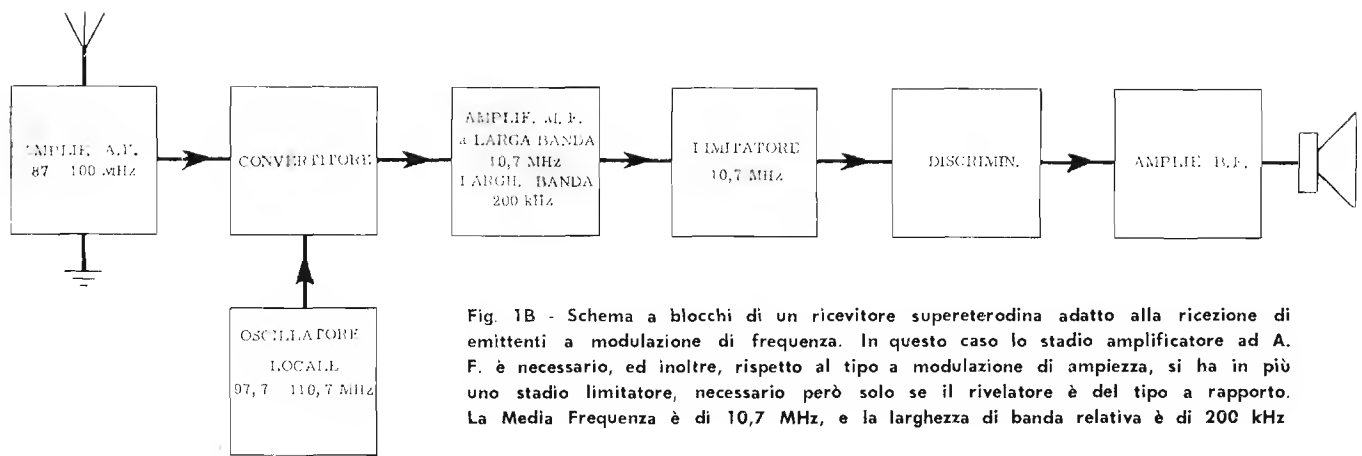 AMPLIF. A.F.
87 100 MHz
CONVERTITORE
AMPLIF. M. F.
a LARGA BANDA
10,7 MHz
LARGH. BANDA
200 kHz
LIMITATORE
10,7 MHz
DISCRIMIN.
AMPLIF. B.F.
OSCILLATORE
LOCALE
97,7 110,7 MHz
Fig. 1B - Schema a blocchi di un ricevitore supereterodina adatto alla ricezione di
emittenti a modulazione di frequenza. In questo caso lo stadio amplificatore ad A.
F. è necessario, ed inoltre, rispetto al tipo a modulazione di ampiezza, si ha in più
uno stadio limitatore, necessario però solo se il rivelatore è del tipo a rapporto.
La Media Frequenza è di 10,7 MHz, e la larghezza di banda relativa è di 200 kHz